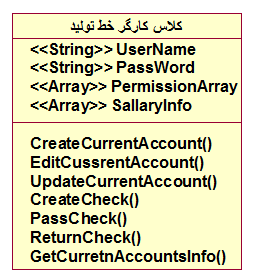 کلاس کارگر خط تولید
<<String>> UserName
<<String>> PassWord
<<Array>> PermissionArray
<<Array>> SallaryInfo
CreateCurrentAccount()
EditCussrentAccount()
UpdateCurrentAccount()
CreateCheck()
PassCheck()
ReturnCheck()
GetCurretnAccountsInfo()